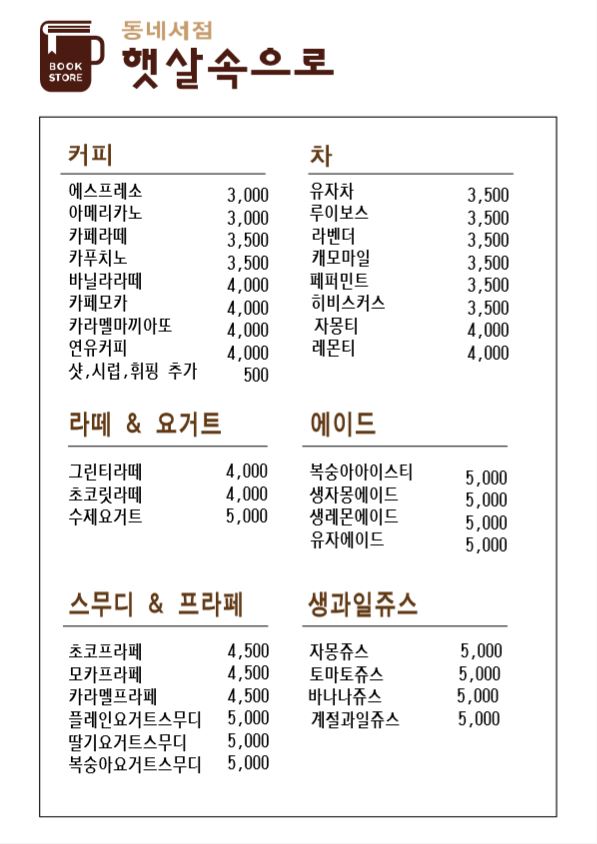 BOOK
STORE
동네서점
햇살속으로
커피
에스프레소 3,000
아메리카노 3,000
카페라떼 3,500
카푸치노 3,500
바닐라라떼 4,000
카페모카 4,000
카라멜마끼아또 4,000
연유커피 4,000
샷,시럽,휘핑 추가 500
차
유자차 3,500
루이보스 3,500
라벤더 3,500
캐모마일 3,500
페퍼민트 3,500
히비스커스 3,500
자몽티 4,000
레몬티 4,000
라떼 & 요거트
그린티라떼 4,000
초코릿라떼 4,000
수제요거트 5,000
에이드
복숭아아이스티 5,000
생자몽에이드 5,000
생레몬에이드 5,000
유자에이드 5,000
스무디 & 프라페
초코프라페 4,500
모카프라페 4,500
카라멜프라페 4,500
플레인요거트스무디 5,000
딸기요거트스무디 5,000
복숭아요거트스무디 5,000
생과일쥬스
자몽쥬스 5,000
토마토쥬스 5,000
바나나쥬스 5,000
계절과일쥬스 5,000